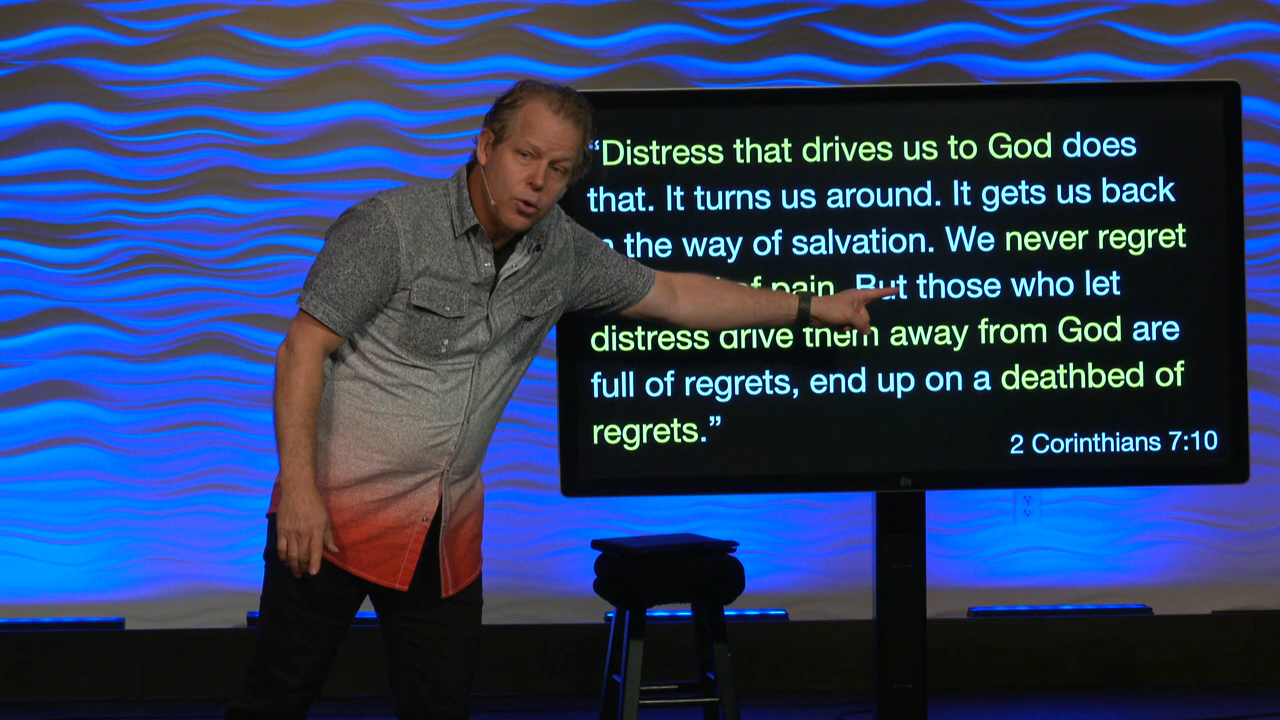 “Distress that drives us to God does
that. It turns us around. It gets us back
the way of salvation. We never regret
of pain. But those who let
distress drive them away from God are
full of regrets, end up on a deathbed of
regrets.”
2 Corinthians 7:10